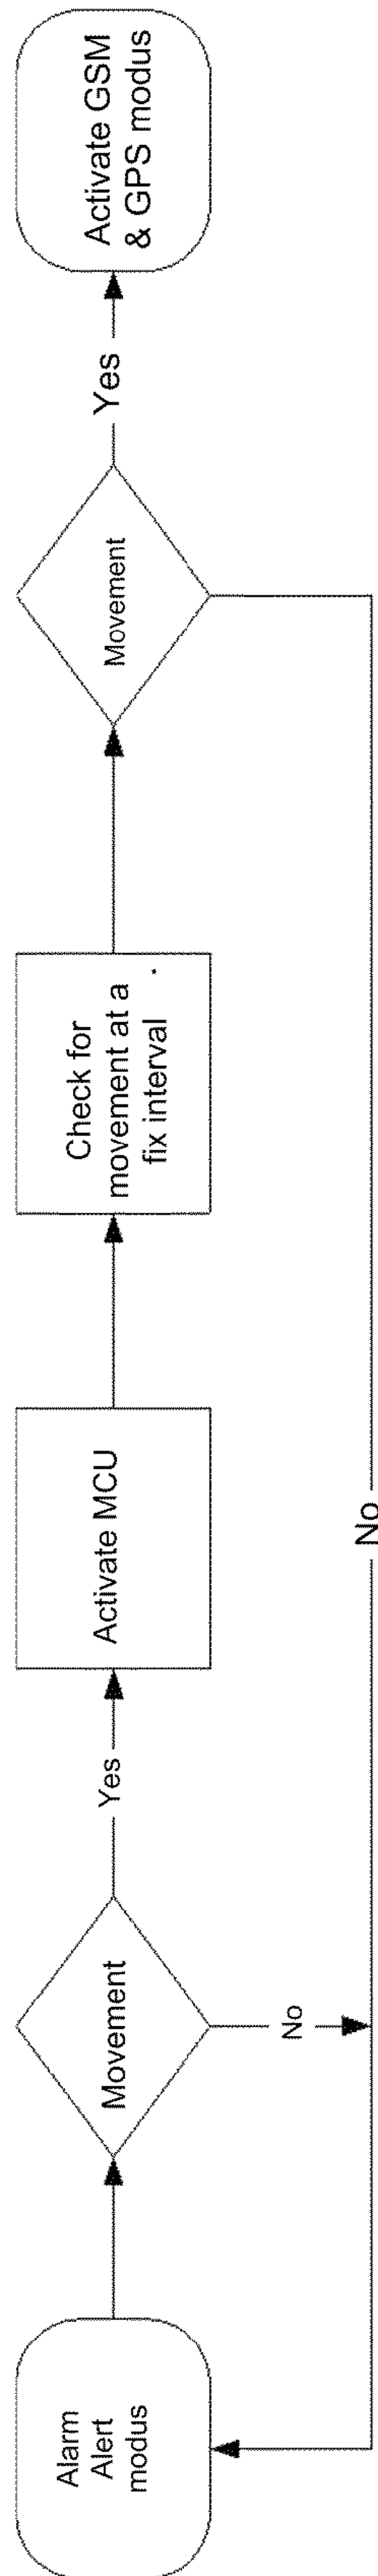 Alarm
Alert
modus
Movement
Yes
No
Activate MCU
Check for
movement at a
fix interval
Movement
Yes
No
Activate GSM
& GPS modus